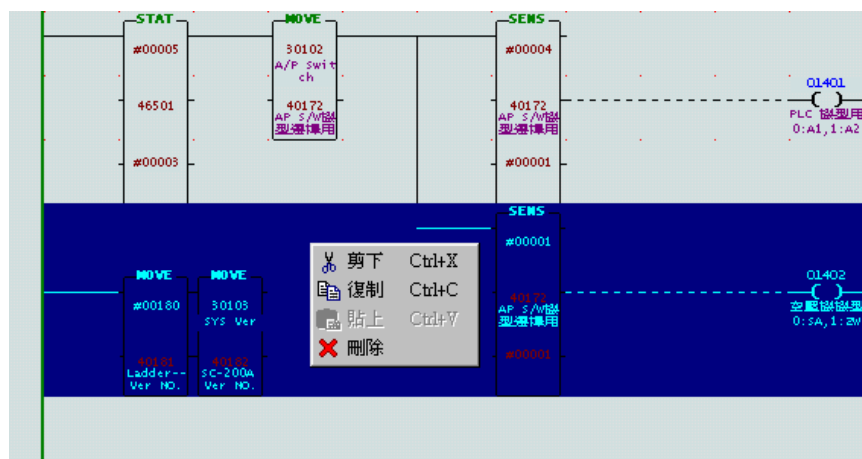 STAT
#00005
46501
#00003
MOVE
30102
A/P Swit
ch
40172
AP S/W機
型選擇用
SENS
#00004
40172
AP S/W機
型選擇用
#00001
01401
PLC 機型用
0:A1,1:A2
SENS
#00001
40172
AP S/W機
型選擇用
#00001
01402
空壓機機型
0:SA,1:ZW
MOVE
#00180
40181
Ladder--
Ver NO.
MOVE
30103
SYS Ver
40182
SC-200A
Ver NO.
剪下 Ctrl+X
復制 Ctrl+C
貼上 Ctrl+V
刪除